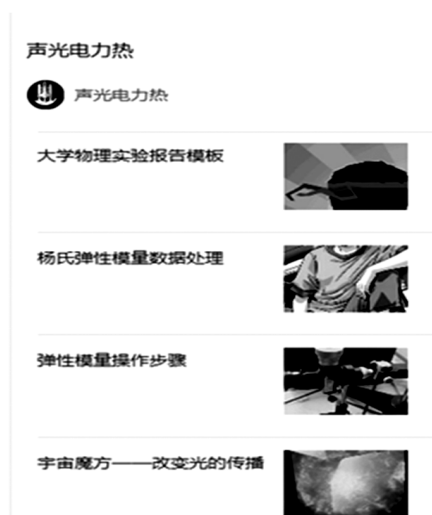 声光电力热
声光电力热
大学物理实验报告模板
杨氏弹性模量数据处理
弹性模量操作步骤
宇宙魔方——改变光的传播